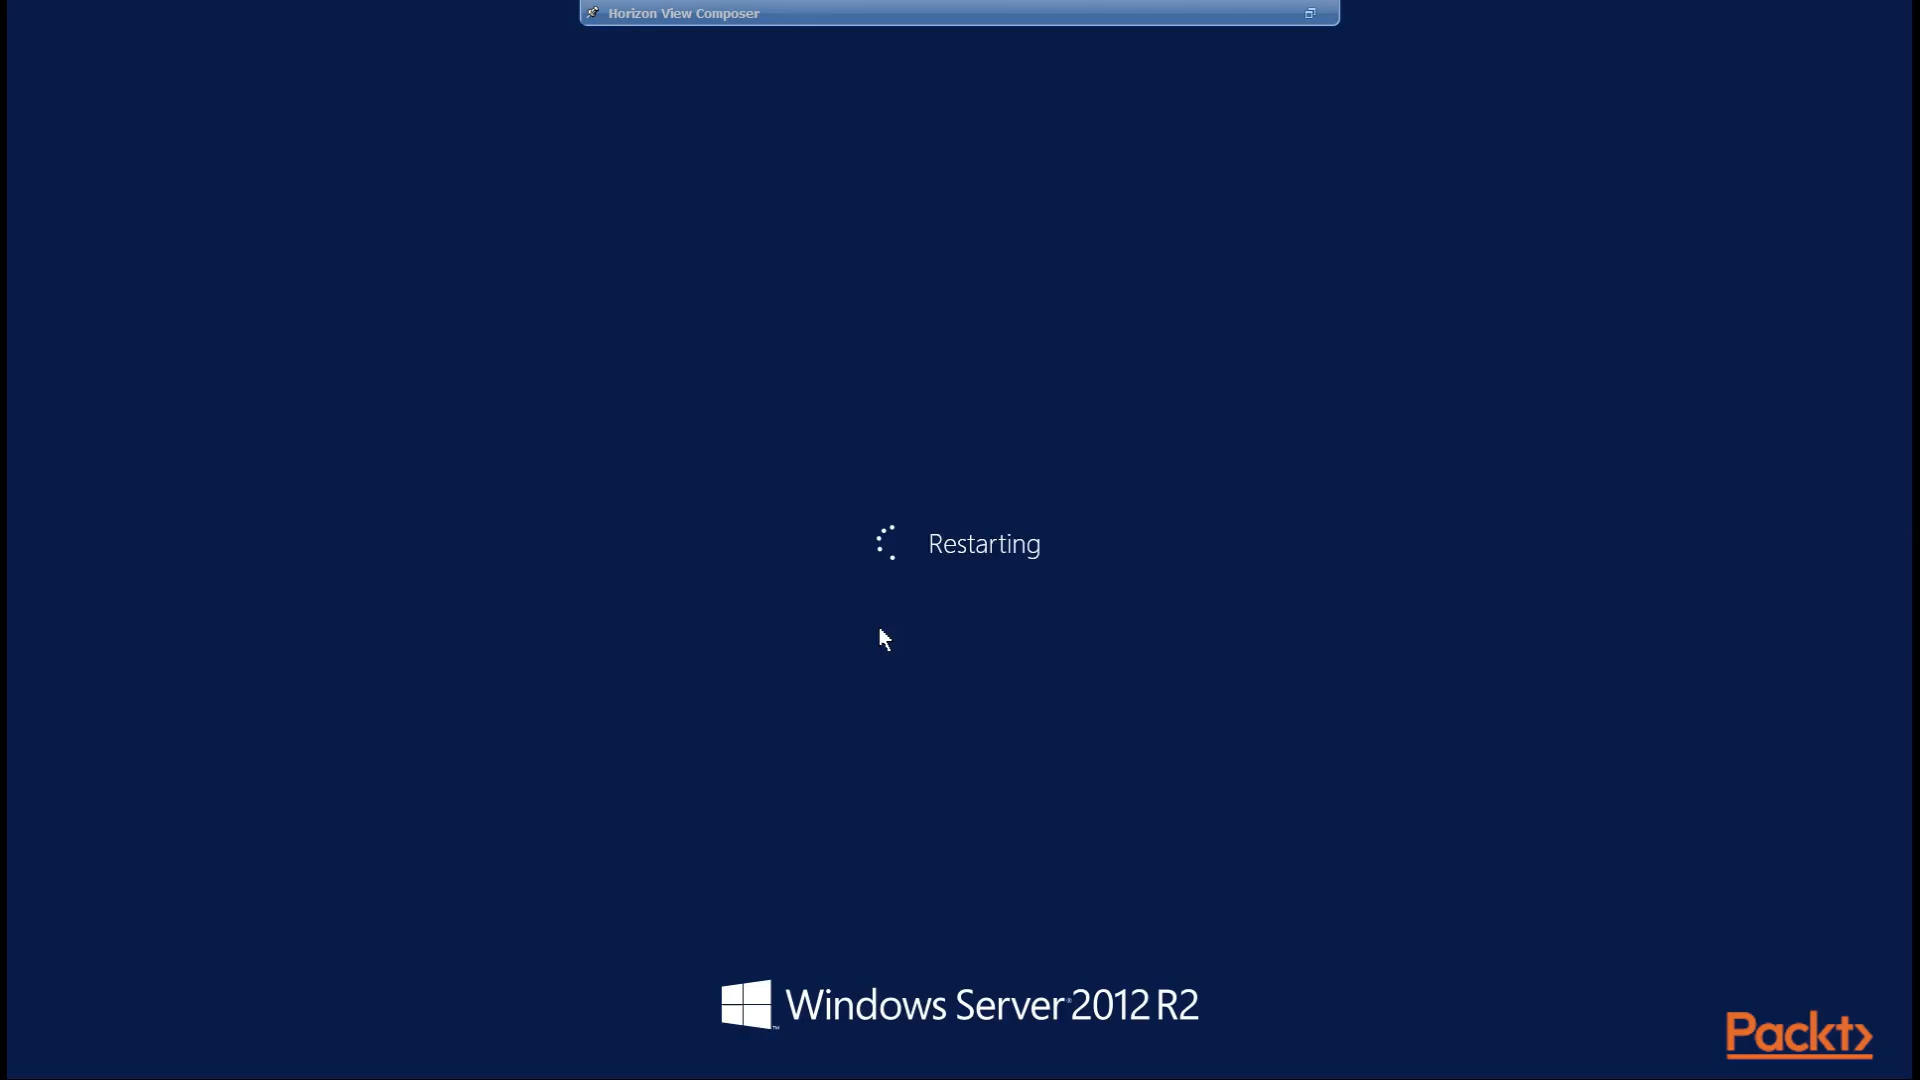 Horizon View Composer
Restarting
Windows Server 2012 R2
Packt>